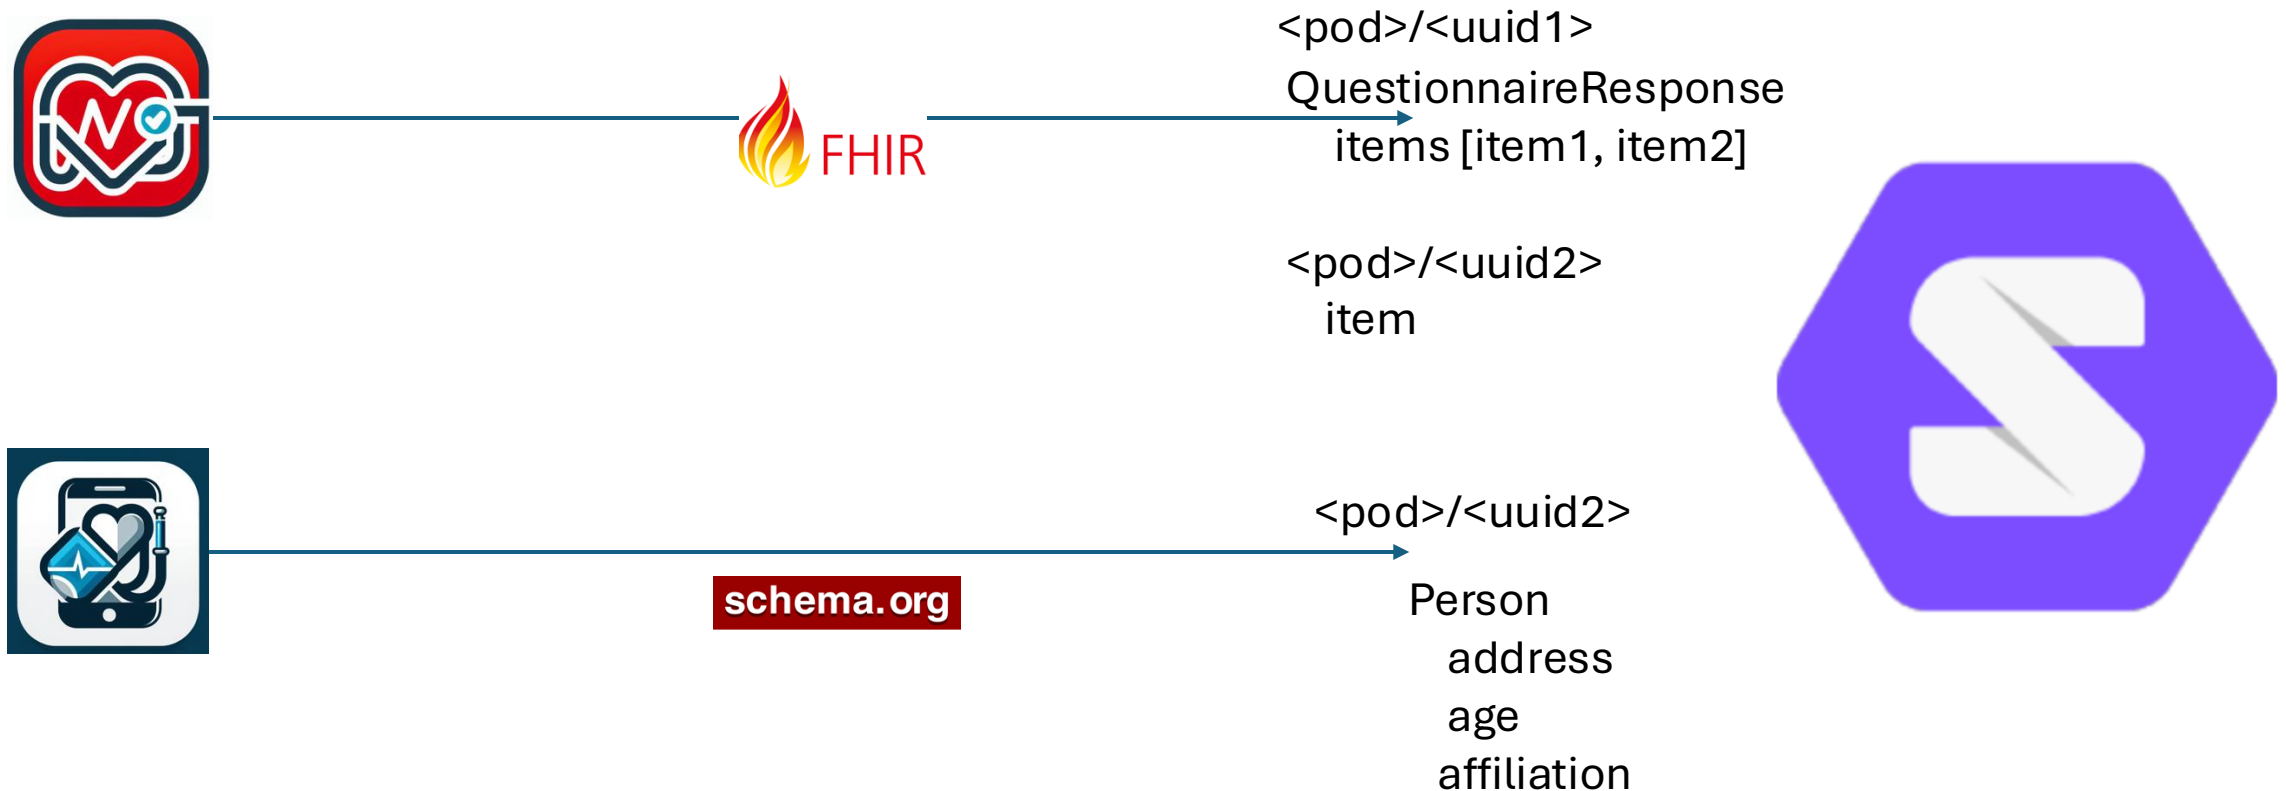 <pod>/<uuid1>
QuestionnaireResponse
items [item1, item2]
FHIR
<pod>/<uuid2>
item
<pod>/<uuid2>
schema.org
Person
address
age
affiliation